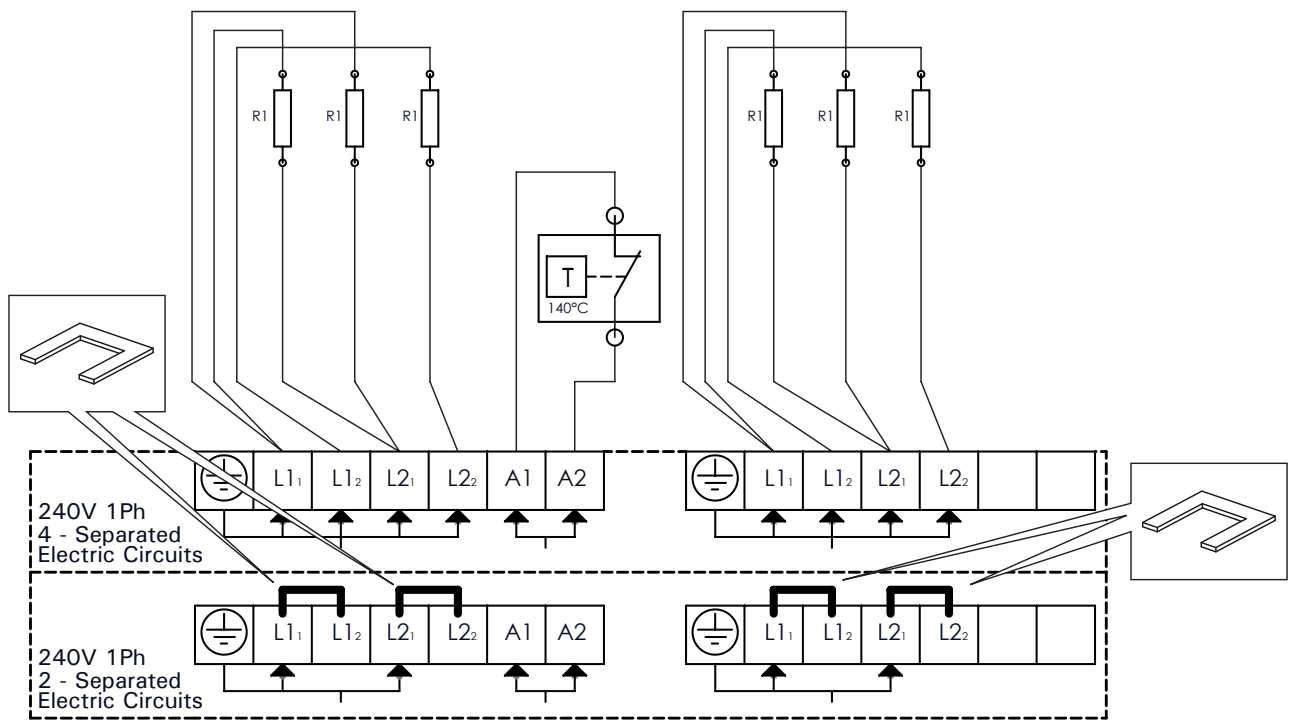 R1 R1 R1 R1 R1 R1
T
140°C
L1₁ L1₂ L2₁ L2₂ A1 A2 L1₁ L1₂ L2₁ L2₂
240V 1Ph
4 - Separated
Electric Circuits
L1₁ L1₂ L2₁ L2₂ A1 A2 L1₁ L1₂ L2₁ L2₂
240V 1Ph
2 - Separated
Electric Circuits